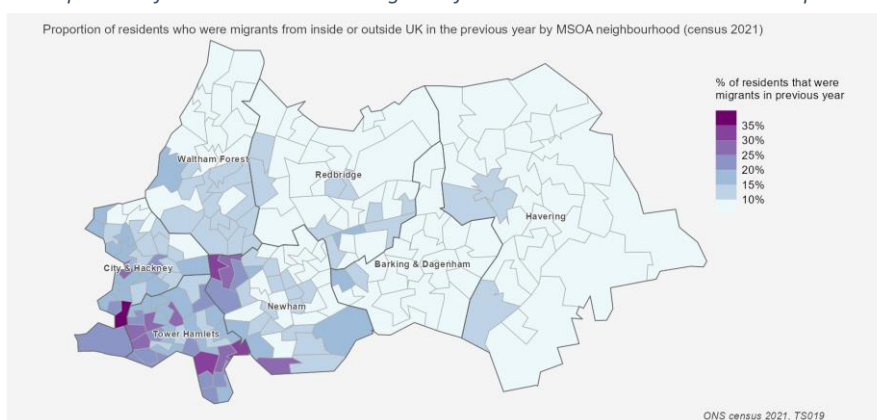 Proportion of residents who were migrants from inside or outside UK in the previous year by MSOA neighbourhood (census 2021)
% of residents that were
migrants in previous year
35%
30%
25%
20%
15%
10%
Waltham Forest
Redbridge
Havering
City & Hackney
Barking & Dagenham
Newham
Tower Hamlets
ONS census 2021, TS019